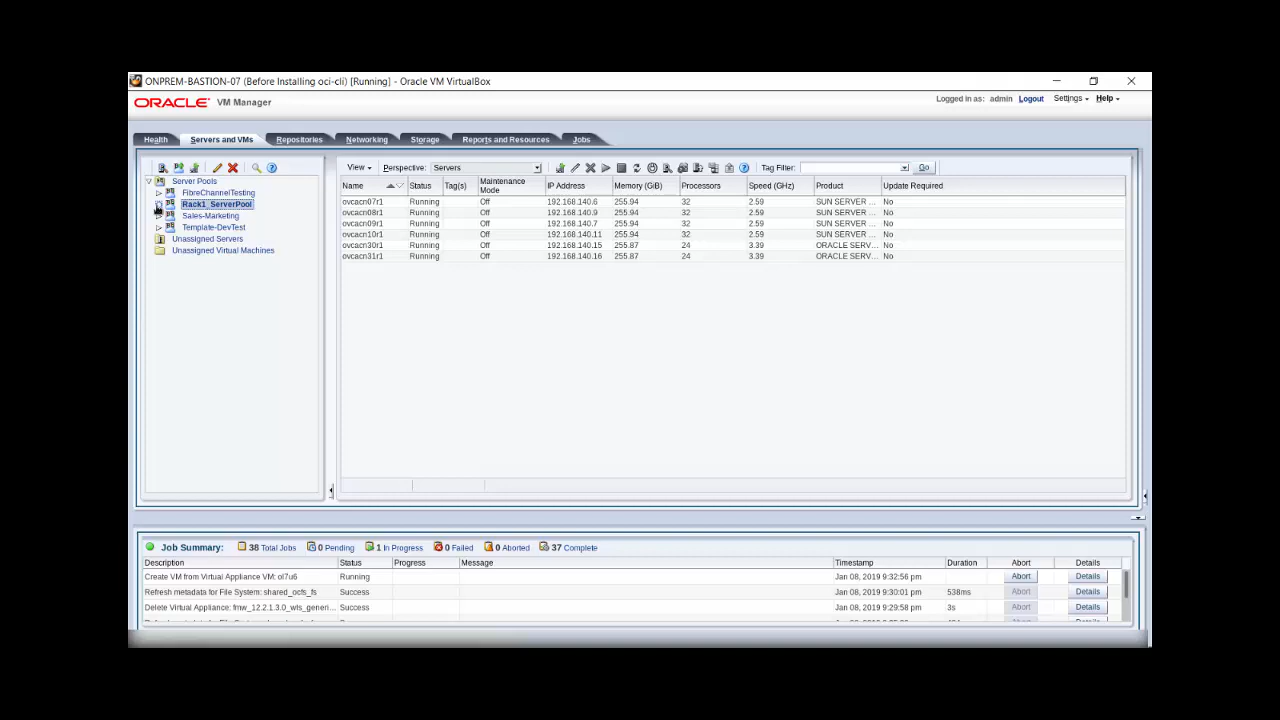 ONPREM-BASTION-07 (Before Installing oci-cli) [Running] - Oracle VM VirtualBox
ORACLE VM Manager Logged in as: admin Logout Settings Help
Health Servers and VMs Repositories Networking Storage Reports and Resources Jobs
View Perspective: Servers Tag Filter: Go
Server Pools
FibreChannelTesting
Rack1_ServerPool
Sales-Marketing
Template-DevTest
Unassigned Servers
Unassigned Virtual Machines
Name Status Tag(s) Maintenance Mode IP Address Memory (GiB) Processors Speed (GHz) Product Update Required
ovcacn07r1 Running Off 192.168.140.6 255.94 32 2.59 SUN SERVER ... No
ovcacn08r1 Running Off 192.168.140.9 255.94 32 2.59 SUN SERVER ... No
ovcacn09r1 Running Off 192.168.140.7 255.94 32 2.59 SUN SERVER ... No
ovcacn10r1 Running Off 192.168.140.11 255.94 32 2.59 SUN SERVER ... No
ovcacn30r1 Running Off 192.168.140.15 255.87 24 3.39 ORACLE SERV... No
ovcacn31r1 Running Off 192.168.140.16 255.87 24 3.39 ORACLE SERV... No
Job Summary: 38 Total Jobs 0 Pending 1 In Progress 0 Failed 0 Aborted 37 Complete
Description Status Progress Message Timestamp Duration Abort Details
Create VM from Virtual Appliance VM: ol7u6 Running Jan 08, 2019 9:32:56 pm Abort Details
Refresh metadata for File System: shared_ocfs_fs Success Jan 08, 2019 9:30:01 pm 538ms Abort Details
Delete Virtual Appliance: fmw_12.2.1.3.0_wls_generi... Success Jan 08, 2019 9:29:58 pm 3s Abort Details